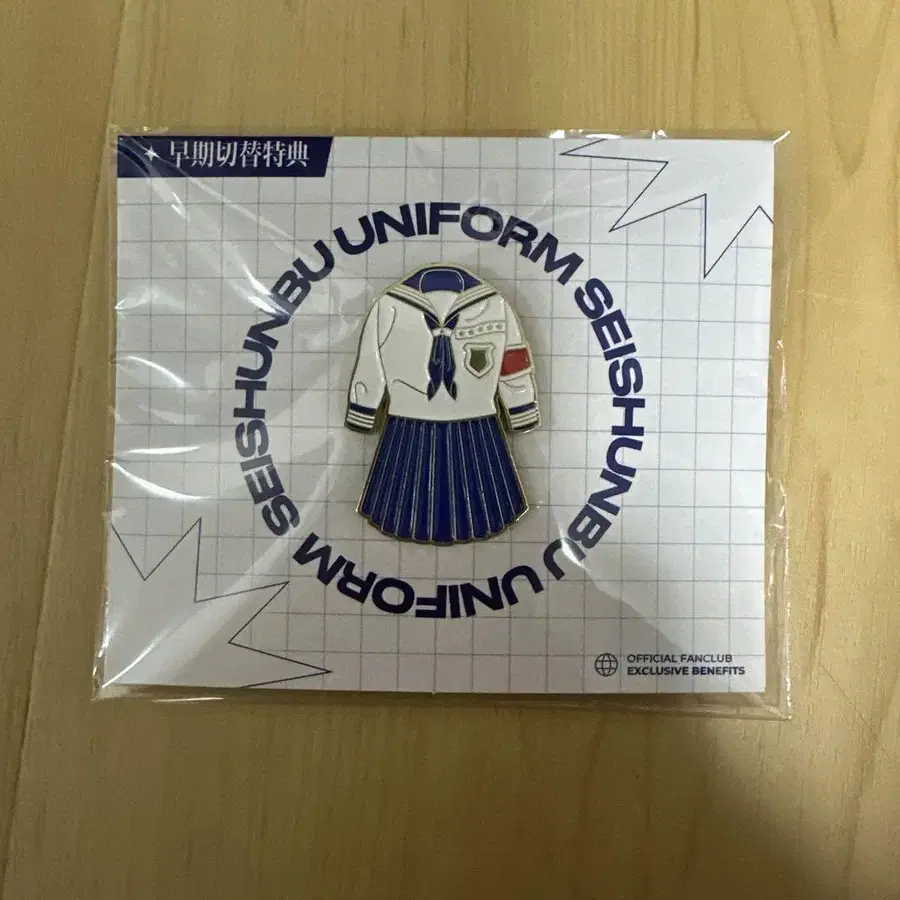 早期切替特典
SEISHUNBU UNIFORM SEISHUNBU UNIFORM
OFFICIAL FANCLUB
EXCLUSIVE BENEFITS